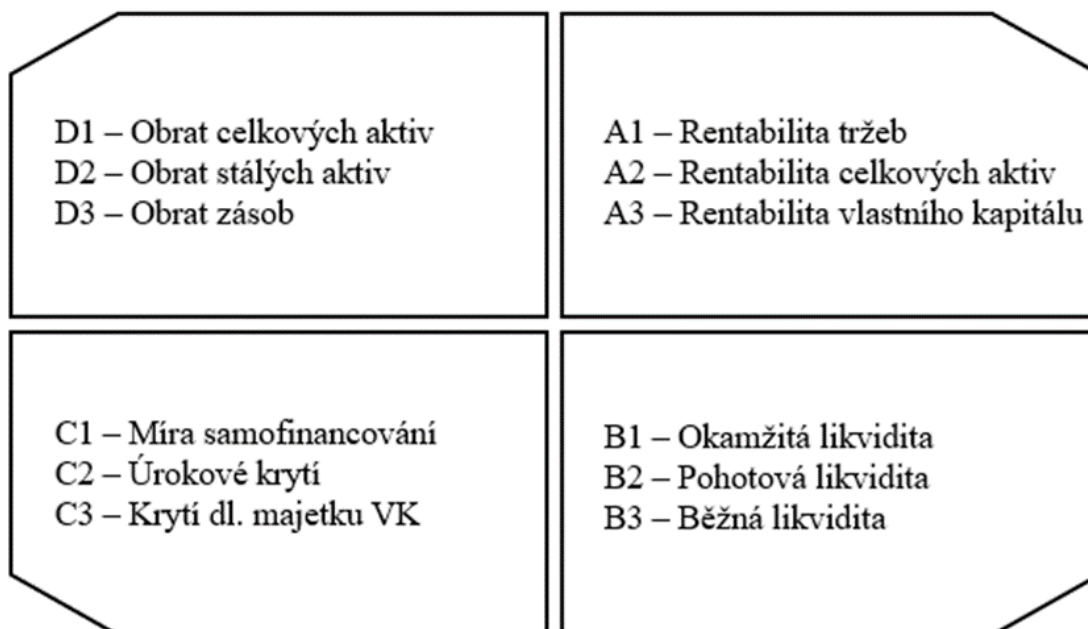 D1 – Obrat celkových aktiv
D2 – Obrat stálých aktiv
D3 – Obrat zásob
A1 – Rentabilita tržeb
A2 – Rentabilita celkových aktiv
A3 – Rentabilita vlastního kapitálu
C1 – Míra samofinancování
C2 – Úrokové krytí
C3 – Krytí dl. majetku VK
B1 – Okamžitá likvidita
B2 – Pohotová likvidita
B3 – Běžná likvidita